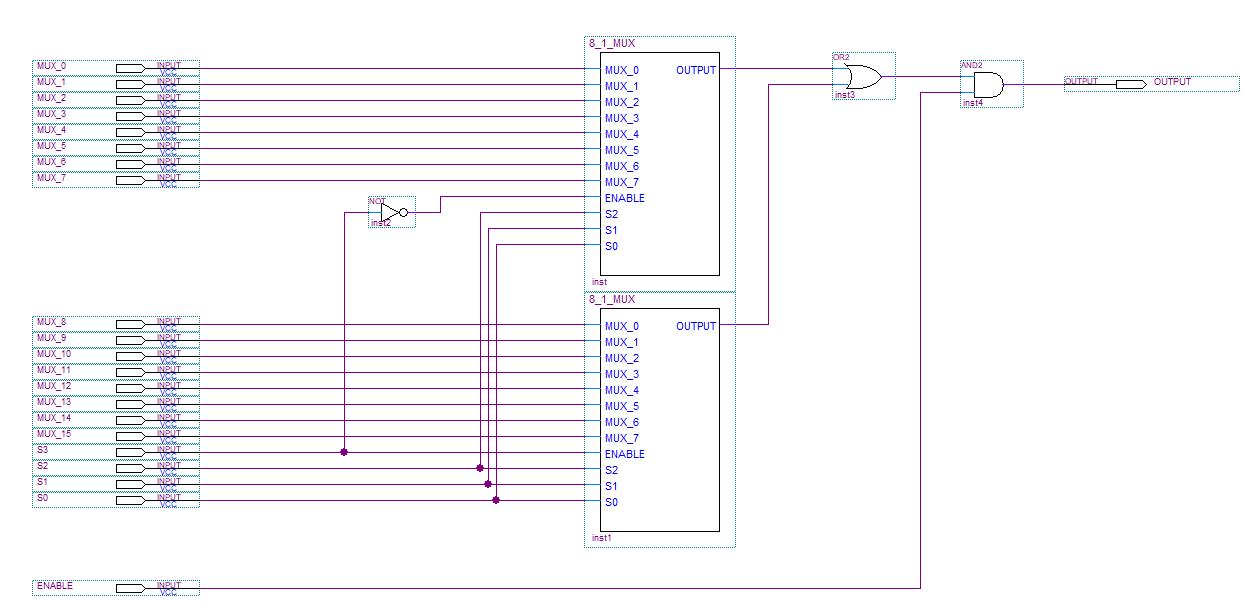 8_1_MUX
OR2
AND2
MUX_0 INPUT VCC
MUX_1 INPUT VCC
MUX_2 INPUT VCC
MUX_3 INPUT VCC
MUX_4 INPUT VCC
MUX_5 INPUT VCC
MUX_6 INPUT VCC
MUX_7 INPUT VCC
MUX_0 OUTPUT
MUX_1
MUX_2
MUX_3
MUX_4
MUX_5
MUX_6
MUX_7
ENABLE
S2
S1
S0
inst
inst3
inst4
OUTPUT OUTPUT
NOT
inst2
8_1_MUX
MUX_8 INPUT VCC
MUX_9 INPUT VCC
MUX_10 INPUT VCC
MUX_11 INPUT VCC
MUX_12 INPUT VCC
MUX_13 INPUT VCC
MUX_14 INPUT VCC
MUX_15 INPUT VCC
S3 INPUT VCC
S2 INPUT VCC
S1 INPUT VCC
S0 INPUT VCC
MUX_0 OUTPUT
MUX_1
MUX_2
MUX_3
MUX_4
MUX_5
MUX_6
MUX_7
ENABLE
S2
S1
S0
inst1
ENABLE INPUT VCC